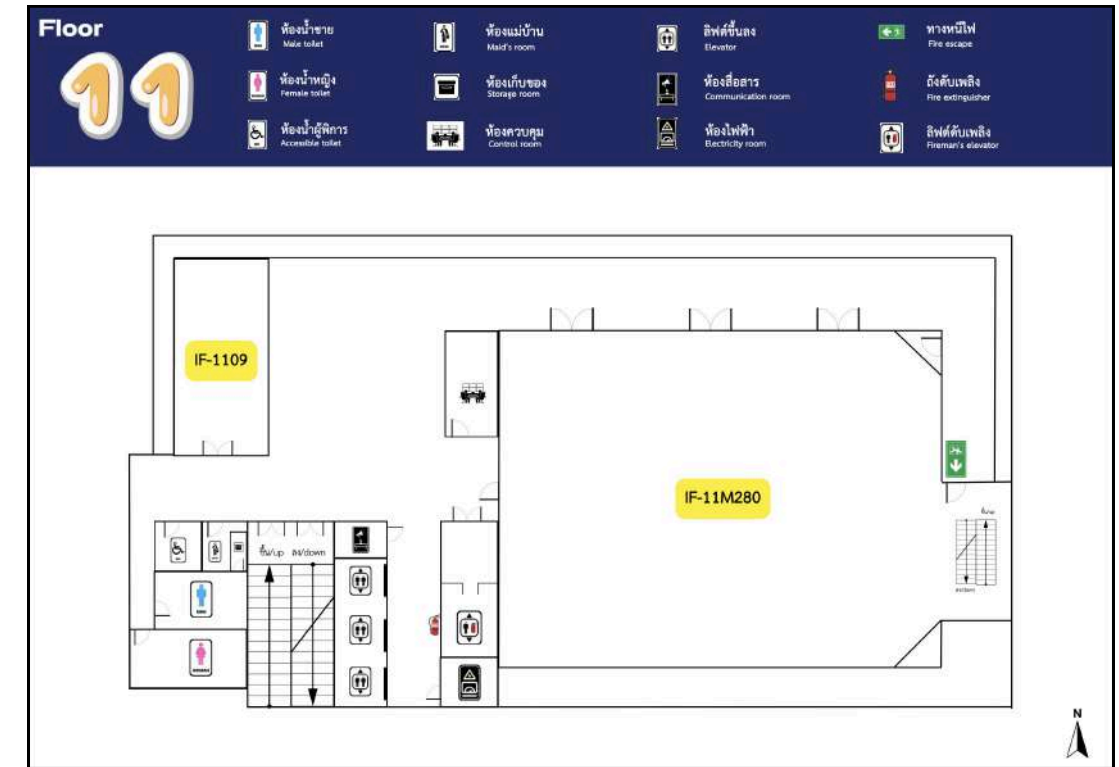 Floor
11
ห้องน้ำชาย
Male toilet
ห้องแม่บ้าน
Maid's room
ลิฟต์ขึ้นลง
Elevator
ทางหนีไฟ
Fire escape
ห้องน้ำหญิง
Female toilet
ห้องเก็บของ
Storage room
ห้องสื่อสาร
Communication room
ถังดับเพลิง
Fire extinguisher
ห้องน้ำผู้พิการ
Accessible toilet
ห้องควบคุม
Control room
ห้องไฟฟ้า
Electricity room
ลิฟต์ดับเพลิง
Fireman's elevator
IF-1109
IF-11M280
ขึ้น/up
ลง/down
ขึ้น/up
ลง/down
N